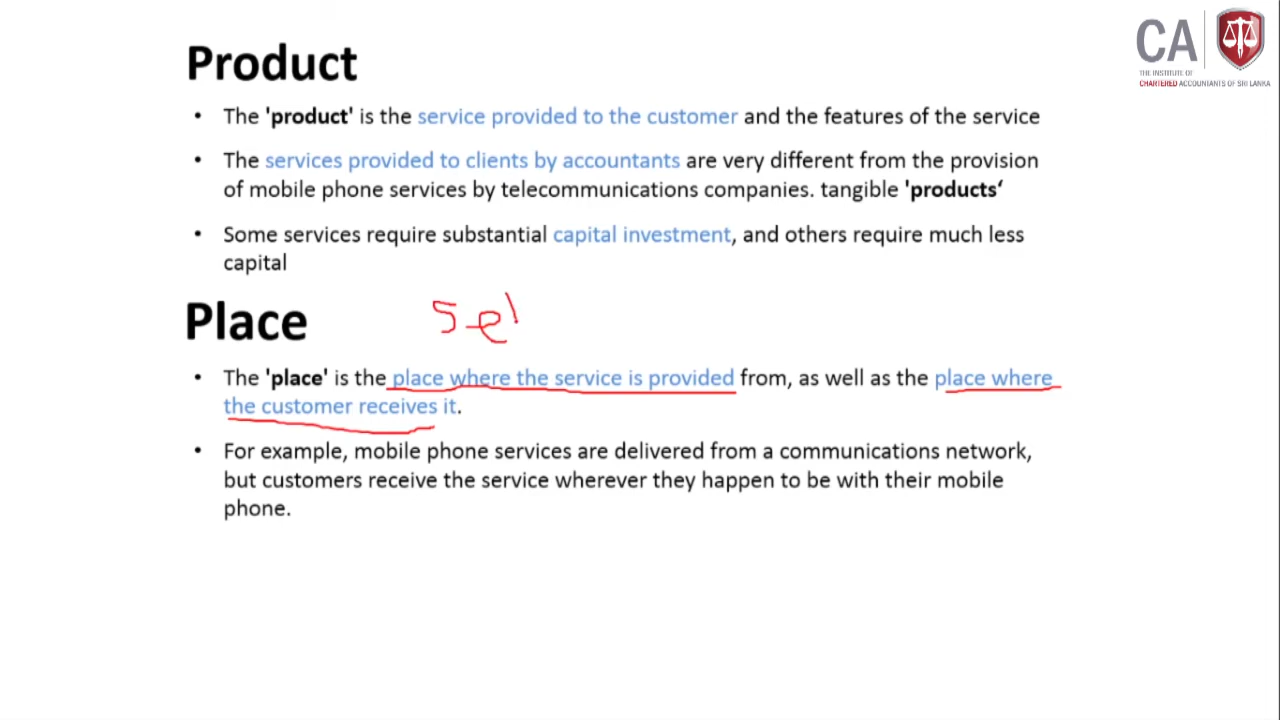 CA
THE INSTITUTE OF
CHARTERED ACCOUNTANTS OF SRI LANKA
Product
• The 'product' is the service provided to the customer and the features of the service
• The services provided to clients by accountants are very different from the provision
of mobile phone services by telecommunications companies. tangible 'products‘
• Some services require substantial capital investment, and others require much less
capital
Place
• The 'place' is the place where the service is provided from, as well as the place where
the customer receives it.
• For example, mobile phone services are delivered from a communications network,
but customers receive the service wherever they happen to be with their mobile
phone.